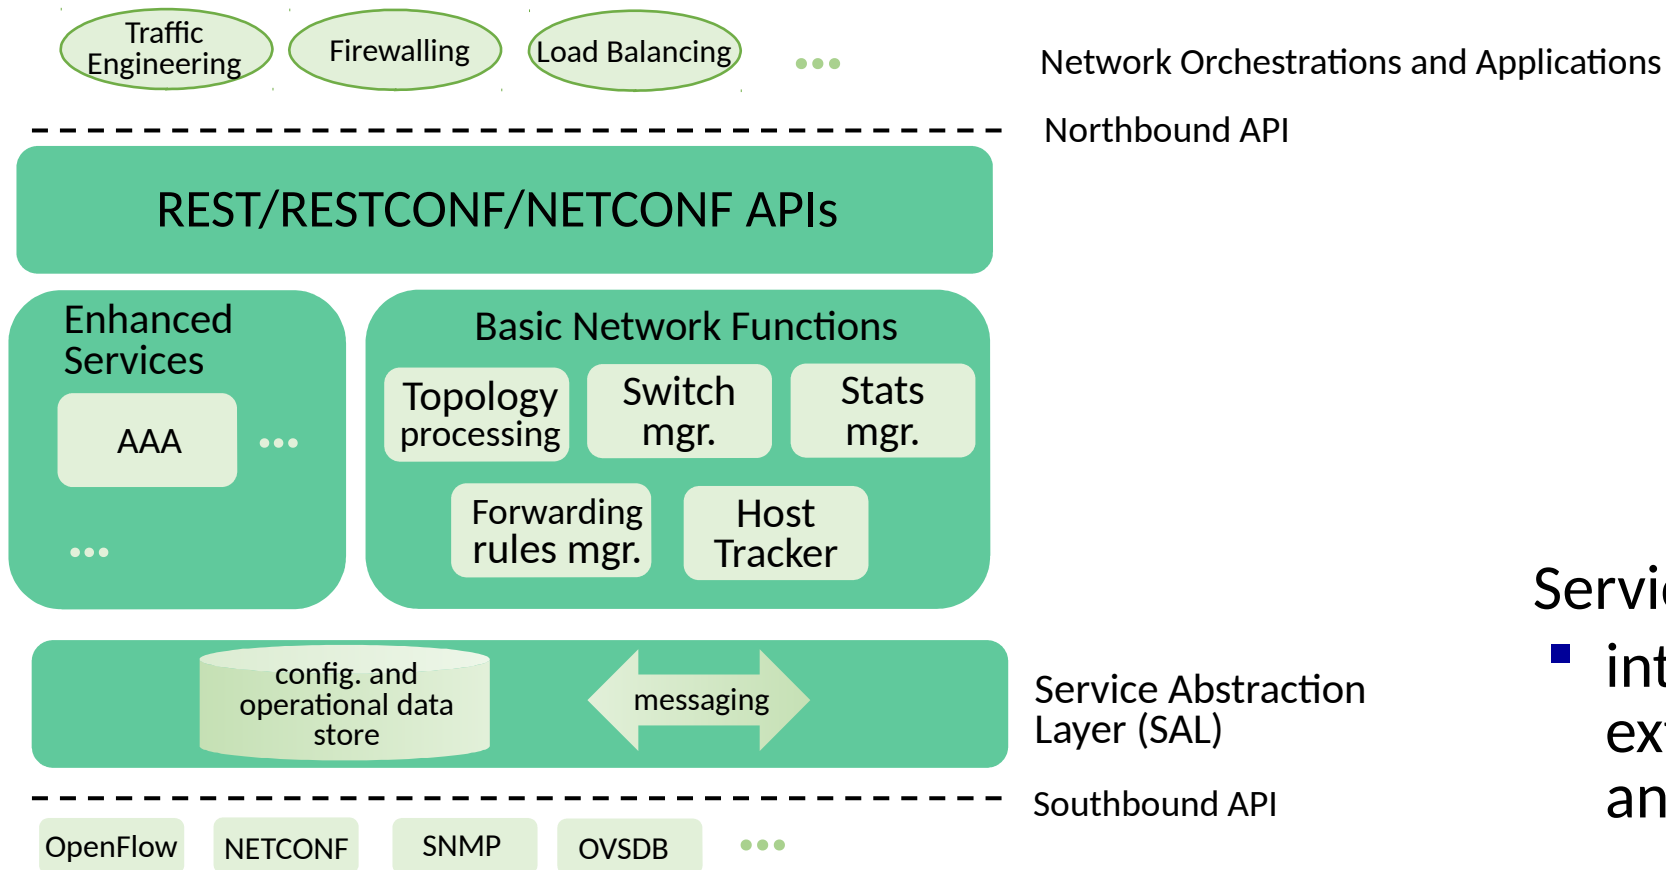 Traffic
Engineering
Firewalling
Load Balancing
Network Orchestrations and Applications
Northbound API
REST/RESTCONF/NETCONF APIs
Enhanced
Services
AAA
Basic Network Functions
Topology
processing
Switch
mgr.
Stats
mgr.
Forwarding
rules mgr.
Host
Tracker
config. and
operational data
store
messaging
Service Abstraction
Layer (SAL)
Southbound API
OpenFlow
NETCONF
SNMP
OVSDB